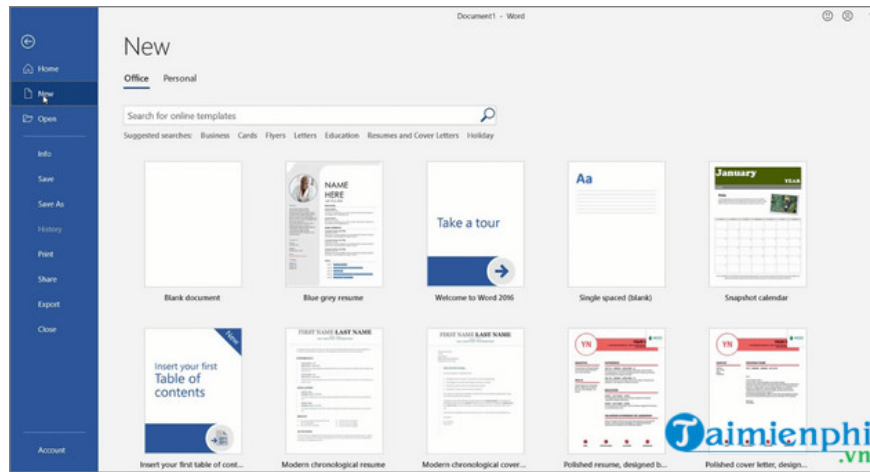 Document1 - Word
New
Home
New
Open
Info
Save
Save As
History
Print
Share
Export
Close
Account
Office Personal
Search for online templates
Suggested searches: Business Cards Flyers Letters Education Resumes and Cover Letters Holiday
NAME
HERE
Take a tour
Aa
January
YEAR
Blank document
Blue grey resume
Welcome to Word 2016
Single spaced (blank)
Snapshot calendar
New
Insert your first
Table of
contents
FIRST NAME LAST NAME
FIRST NAME LAST NAME
YN
YN
Insert your first table of cont...
Modern chronological resume
Modern chronological cover...
Polished resume, designed b...
Polished cover letter, design...
Taimienphi
.vn